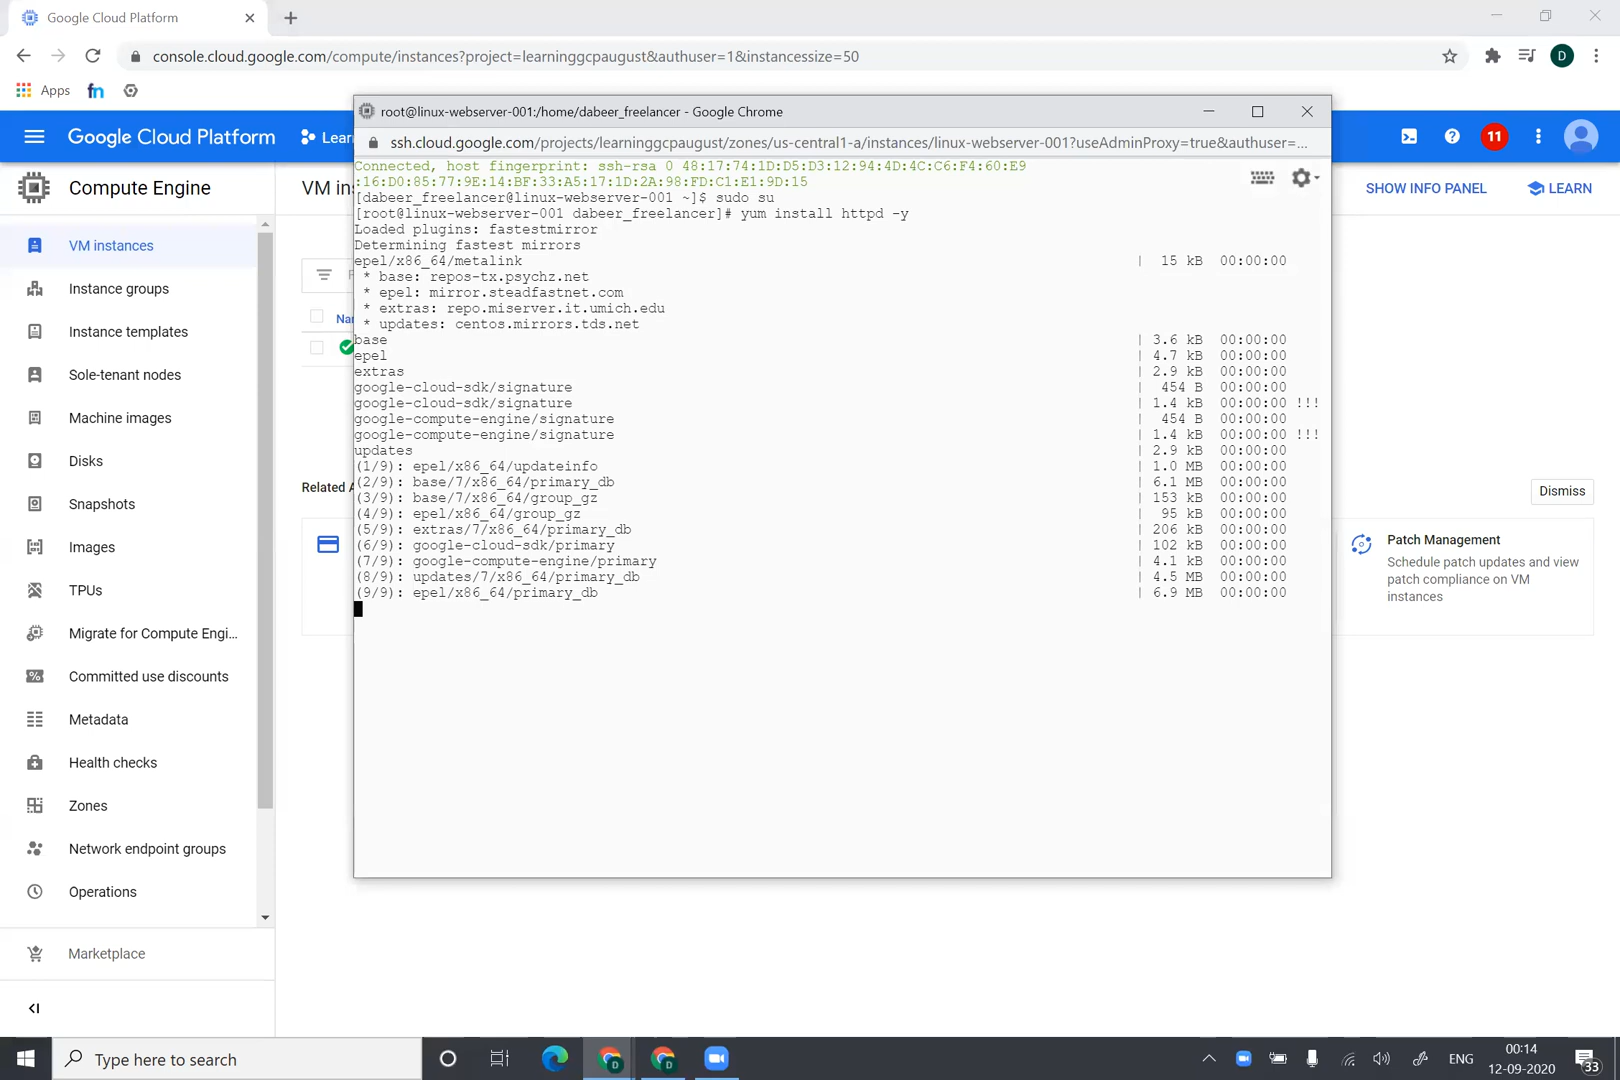 Google Cloud Platform
console.cloud.google.com/compute/instances?project=learninggcpaugust&authuser=1&instancessize=50
D
Apps
fn
Google Cloud Platform
Lear
11
Compute Engine
VM in
SHOW INFO PANEL
LEARN
VM instances
Instance groups
Instance templates
Sole-tenant nodes
Machine images
Disks
Snapshots
Images
TPUs
Migrate for Compute Engi...
Committed use discounts
Metadata
Health checks
Zones
Network endpoint groups
Operations
Marketplace
Na
Related A
root@linux-webserver-001:/home/dabeer_freelancer - Google Chrome
ssh.cloud.google.com/projects/learninggcpaugust/zones/us-central1-a/instances/linux-webserver-001?useAdminProxy=true&authuser=...
Connected, host fingerprint: ssh-rsa 0 48:17:74:1D:D5:D3:12:94:4D:4C:C6:F4:60:E9
:16:D0:85:77:9E:14:BF:33:A5:17:1D:2A:98:FD:C1:E1:9D:15
[dabeer_freelancer@linux-webserver-001 ~]$ sudo su
[root@linux-webserver-001 dabeer_freelancer]# yum install httpd -y
Loaded plugins: fastestmirror
Determining fastest mirrors
epel/x86_64/metalink | 15 kB 00:00:00
* base: repos-tx.psychz.net
* epel: mirror.steadfastnet.com
* extras: repo.miserver.it.umich.edu
* updates: centos.mirrors.tds.net
base | 3.6 kB 00:00:00
epel | 4.7 kB 00:00:00
extras | 2.9 kB 00:00:00
google-cloud-sdk/signature | 454 B 00:00:00
google-cloud-sdk/signature | 1.4 kB 00:00:00 !!!
google-compute-engine/signature | 454 B 00:00:00
google-compute-engine/signature | 1.4 kB 00:00:00 !!!
updates | 2.9 kB 00:00:00
(1/9): epel/x86_64/updateinfo | 1.0 MB 00:00:00
(2/9): base/7/x86_64/primary_db | 6.1 MB 00:00:00
(3/9): base/7/x86_64/group_gz | 153 kB 00:00:00
(4/9): epel/x86_64/group_gz | 95 kB 00:00:00
(5/9): extras/7/x86_64/primary_db | 206 kB 00:00:00
(6/9): google-cloud-sdk/primary | 102 kB 00:00:00
(7/9): google-compute-engine/primary | 4.1 kB 00:00:00
(8/9): updates/7/x86_64/primary_db | 4.5 MB 00:00:00
(9/9): epel/x86_64/primary_db | 6.9 MB 00:00:00
Dismiss
Patch Management
Schedule patch updates and view
patch compliance on VM
instances
Type here to search
D
D
ENG
00:14
12-09-2020
33